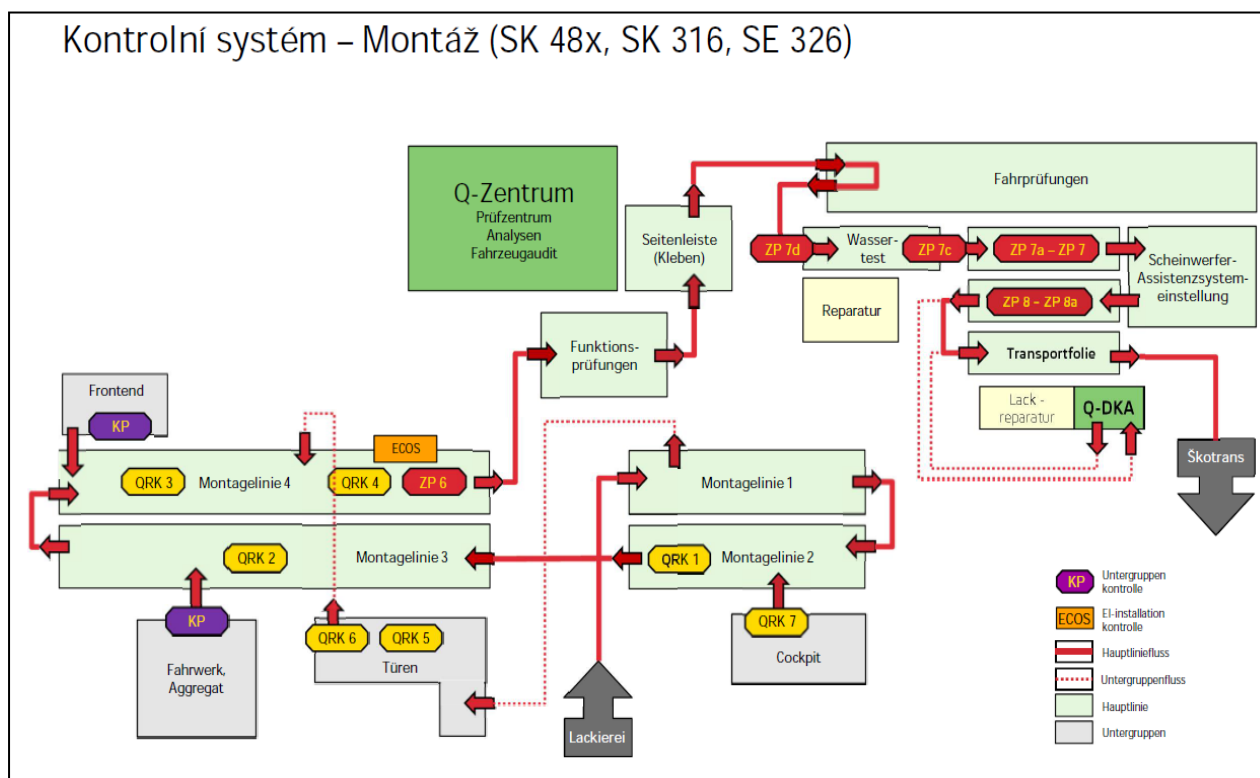 Kontrolní systém – Montáž (SK 48x, SK 316, SE 326)
Q-Zentrum
Prüfzentrum
Analysen
Fahrzeugaudit
Seitenleiste
(Kleben)
Fahrprüfungen
ZP 7d
Wasser-
test
ZP 7c
ZP 7a – ZP 7
Scheinwerfer-
Assistenzsystem-
einstellung
Reparatur
ZP 8 – ZP 8a
Funktions-
prüfungen
Transportfolie
Frontend
KP
Lack -
reparatur
Q-DKA
ECOS
QRK 3
Montagelinie 4
QRK 4
ZP 6
Montagelinie 1
Škotrans
QRK 2
Montagelinie 3
QRK 1
Montagelinie 2
KP
Fahrwerk,
Aggregat
QRK 6
QRK 5
Türen
QRK 7
Cockpit
Lackierei
KP
Untergruppen
kontrolle
ECOS
El-installation
kontrolle
Hauptliniefluss
Untergruppenfluss
Hauptlinie
Untergruppen